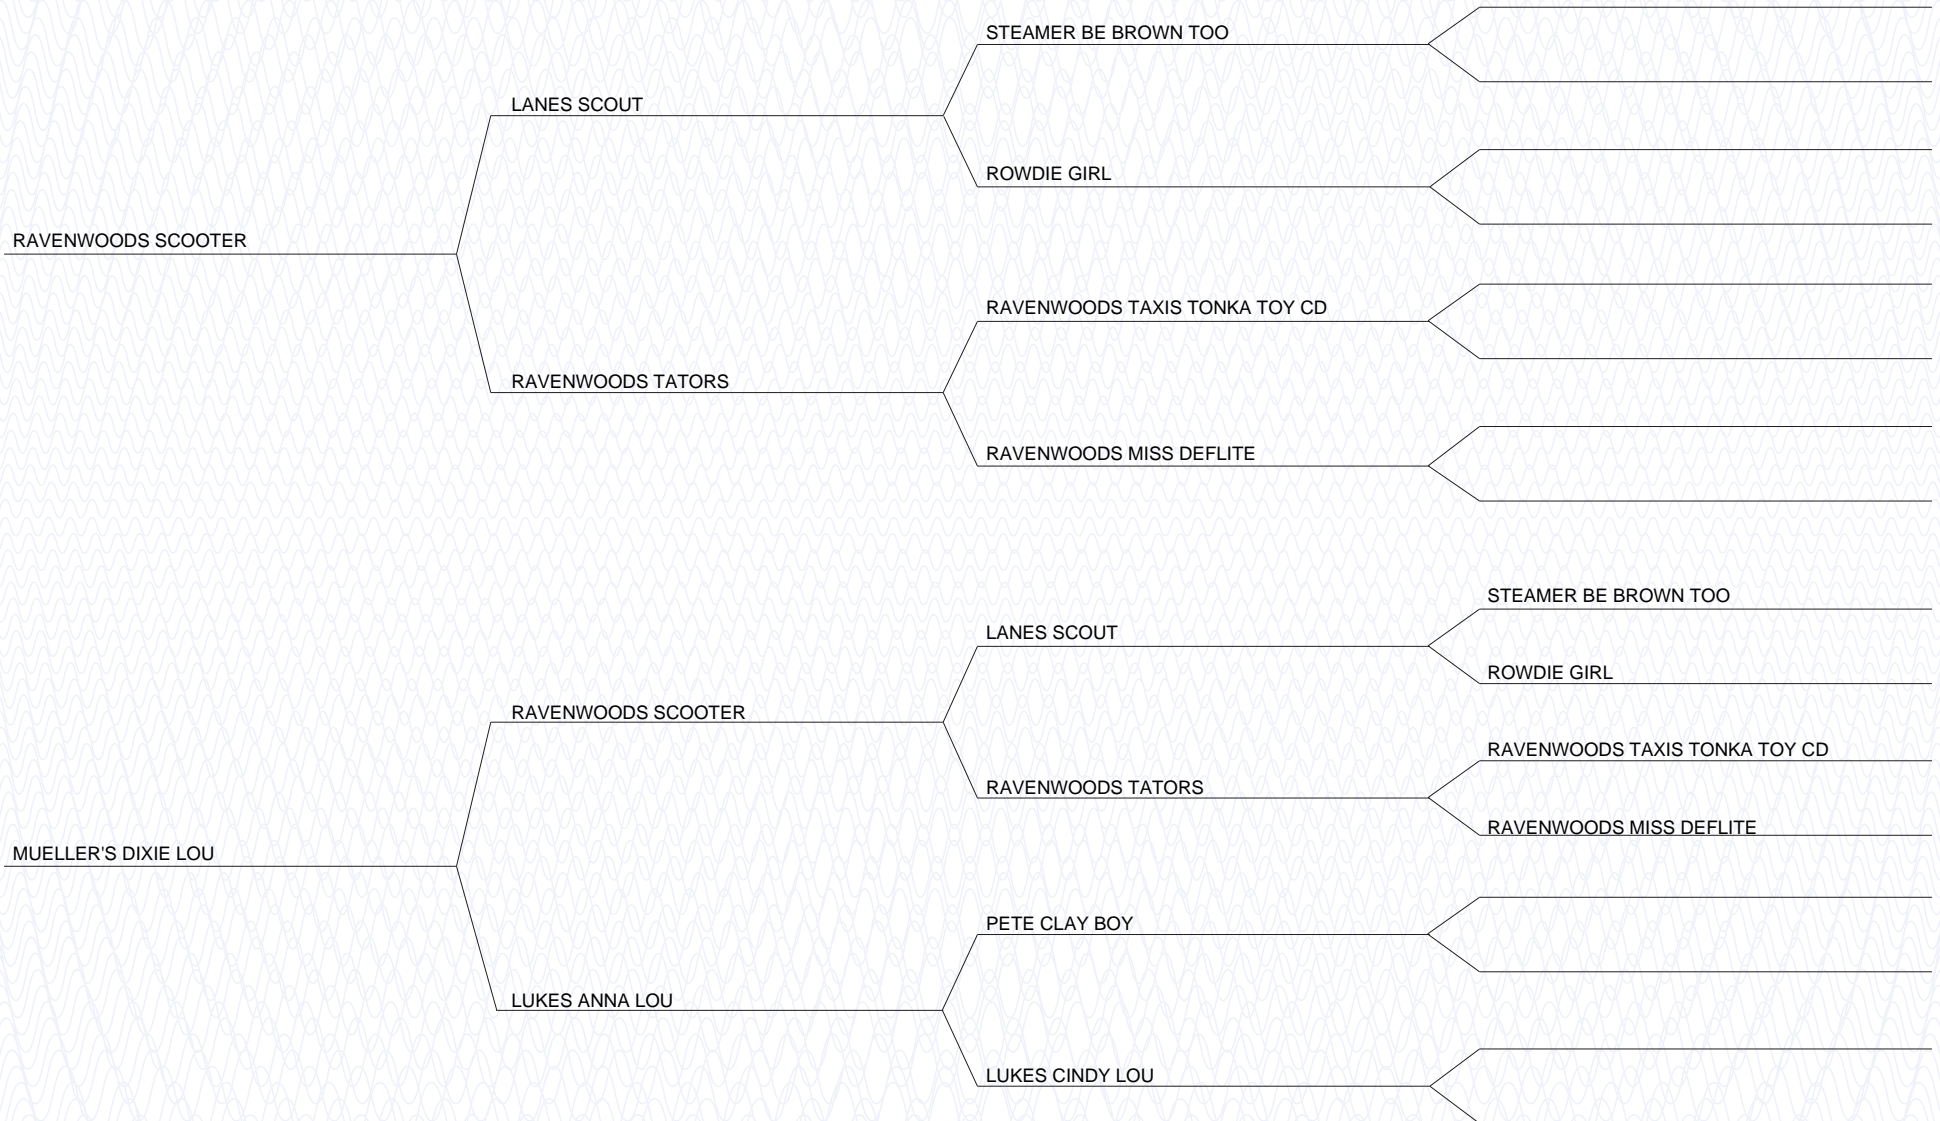 STEAMER BE BROWN TOO
LANES SCOUT
ROWDIE GIRL
RAVENWOODS SCOOTER
RAVENWOODS TAXIS TONKA TOY CD
RAVENWOODS TATORS
RAVENWOODS MISS DEFLITE
STEAMER BE BROWN TOO
LANES SCOUT
ROWDIE GIRL
RAVENWOODS SCOOTER
RAVENWOODS TAXIS TONKA TOY CD
RAVENWOODS TATORS
RAVENWOODS MISS DEFLITE
MUELLER'S DIXIE LOU
PETE CLAY BOY
LUKES ANNA LOU
LUKES CINDY LOU